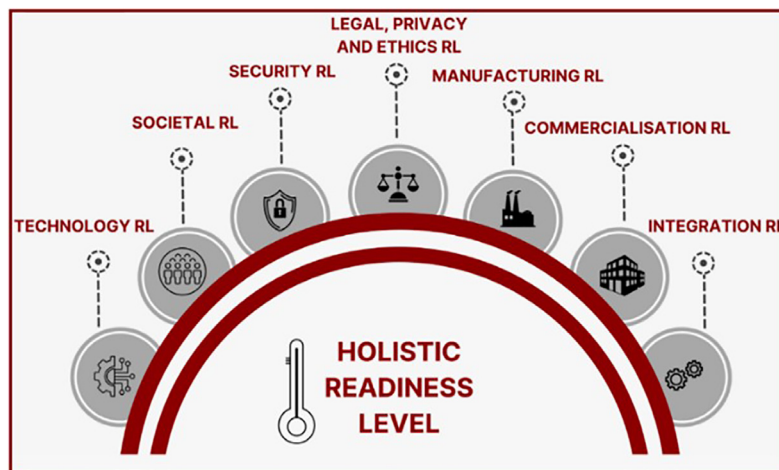 LEGAL, PRIVACY
AND ETHICS RL
SECURITY RL
MANUFACTURING RL
SOCIETAL RL
COMMERCIALISATION RL
TECHNOLOGY RL
INTEGRATION RL
HOLISTIC
READINESS
LEVEL